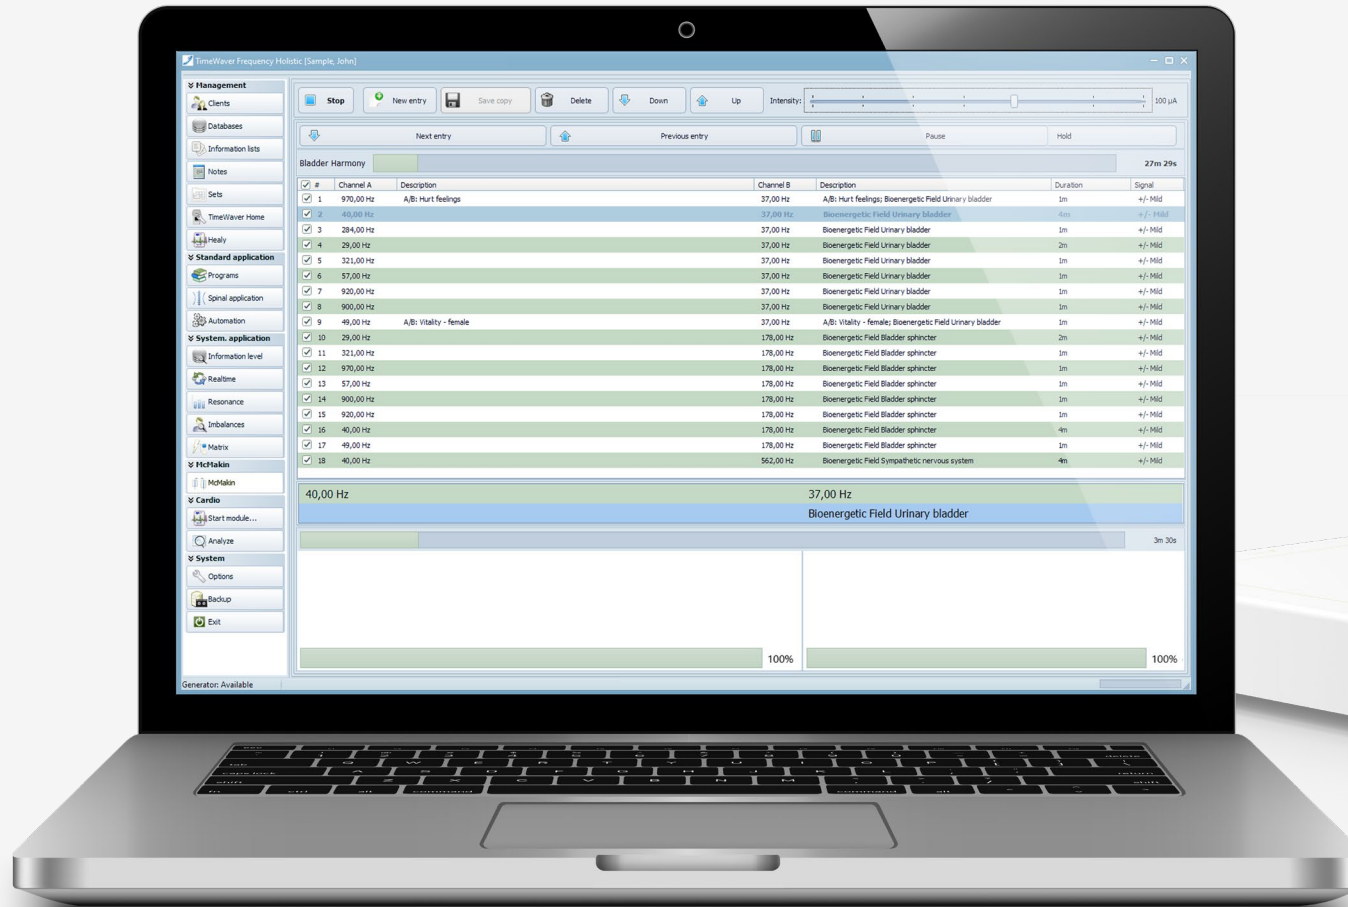 TimeWaver Frequency Holistic [Sample, John]
Management
Clients
Databases
Information lists
Notes
Sets
TimeWaver Home
Healy
Standard application
Programs
Spinal application
Automation
System. application
Information level
Realtime
Resonance
Imbalances
Matrix
McMakin
McMakin
Cardio
Start module...
Analyze
System
Options
Backup
Exit
Stop New entry Save copy Delete Down Up Intensity: 100 µA
Next entry Previous entry Pause Hold
Bladder Harmony 27m 29s
# Channel A Description Channel B Description Duration Signal
1 970,00 Hz A/B: Hurt feelings 37,00 Hz A/B: Hurt feelings; Bioenergetic Field Urinary bladder 1m +/- Mild
2 40,00 Hz 37,00 Hz Bioenergetic Field Urinary bladder 4m +/- Mild
3 284,00 Hz 37,00 Hz Bioenergetic Field Urinary bladder 1m +/- Mild
4 29,00 Hz 37,00 Hz Bioenergetic Field Urinary bladder 2m +/- Mild
5 321,00 Hz 37,00 Hz Bioenergetic Field Urinary bladder 1m +/- Mild
6 57,00 Hz 37,00 Hz Bioenergetic Field Urinary bladder 1m +/- Mild
7 920,00 Hz 37,00 Hz Bioenergetic Field Urinary bladder 1m +/- Mild
8 900,00 Hz 37,00 Hz Bioenergetic Field Urinary bladder 1m +/- Mild
9 49,00 Hz A/B: Vitality - female 37,00 Hz A/B: Vitality - female; Bioenergetic Field Urinary bladder 1m +/- Mild
10 29,00 Hz 178,00 Hz Bioenergetic Field Bladder sphincter 2m +/- Mild
11 321,00 Hz 178,00 Hz Bioenergetic Field Bladder sphincter 1m +/- Mild
12 970,00 Hz 178,00 Hz Bioenergetic Field Bladder sphincter 1m +/- Mild
13 57,00 Hz 178,00 Hz Bioenergetic Field Bladder sphincter 1m +/- Mild
14 900,00 Hz 178,00 Hz Bioenergetic Field Bladder sphincter 1m +/- Mild
15 920,00 Hz 178,00 Hz Bioenergetic Field Bladder sphincter 1m +/- Mild
16 40,00 Hz 178,00 Hz Bioenergetic Field Bladder sphincter 4m +/- Mild
17 49,00 Hz 178,00 Hz Bioenergetic Field Bladder sphincter 1m +/- Mild
18 40,00 Hz 562,00 Hz Bioenergetic Field Sympathetic nervous system 4m +/- Mild
40,00 Hz 37,00 Hz
Bioenergetic Field Urinary bladder
3m 30s
100% 100%
Generator: Available
Q W E R T Y U I O P
caps lock A S D F G H J K L return
shift Z X C V B N M shift
fn ctrl alt command command alt